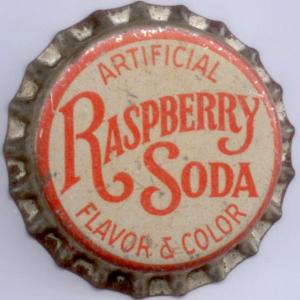 ARTIFICIAL
RASPBERRY
SODA
FLAVOR & COLOR